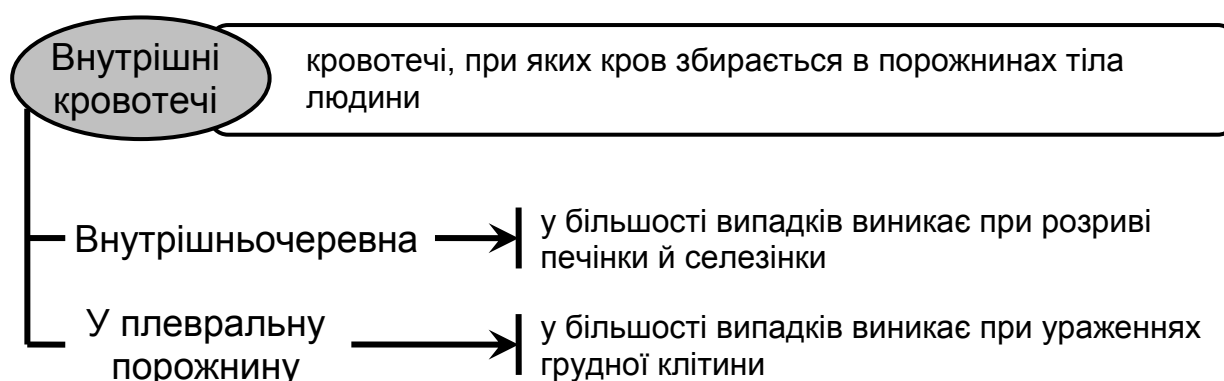 Внутрішні
кровотечі
кровотечі, при яких кров збирається в порожнинах тіла
людини
Внутрішньочеревна
у більшості випадків виникає при розриві
печінки й селезінки
У плевральну
порожнину
у більшості випадків виникає при ураженнях
грудної клітини